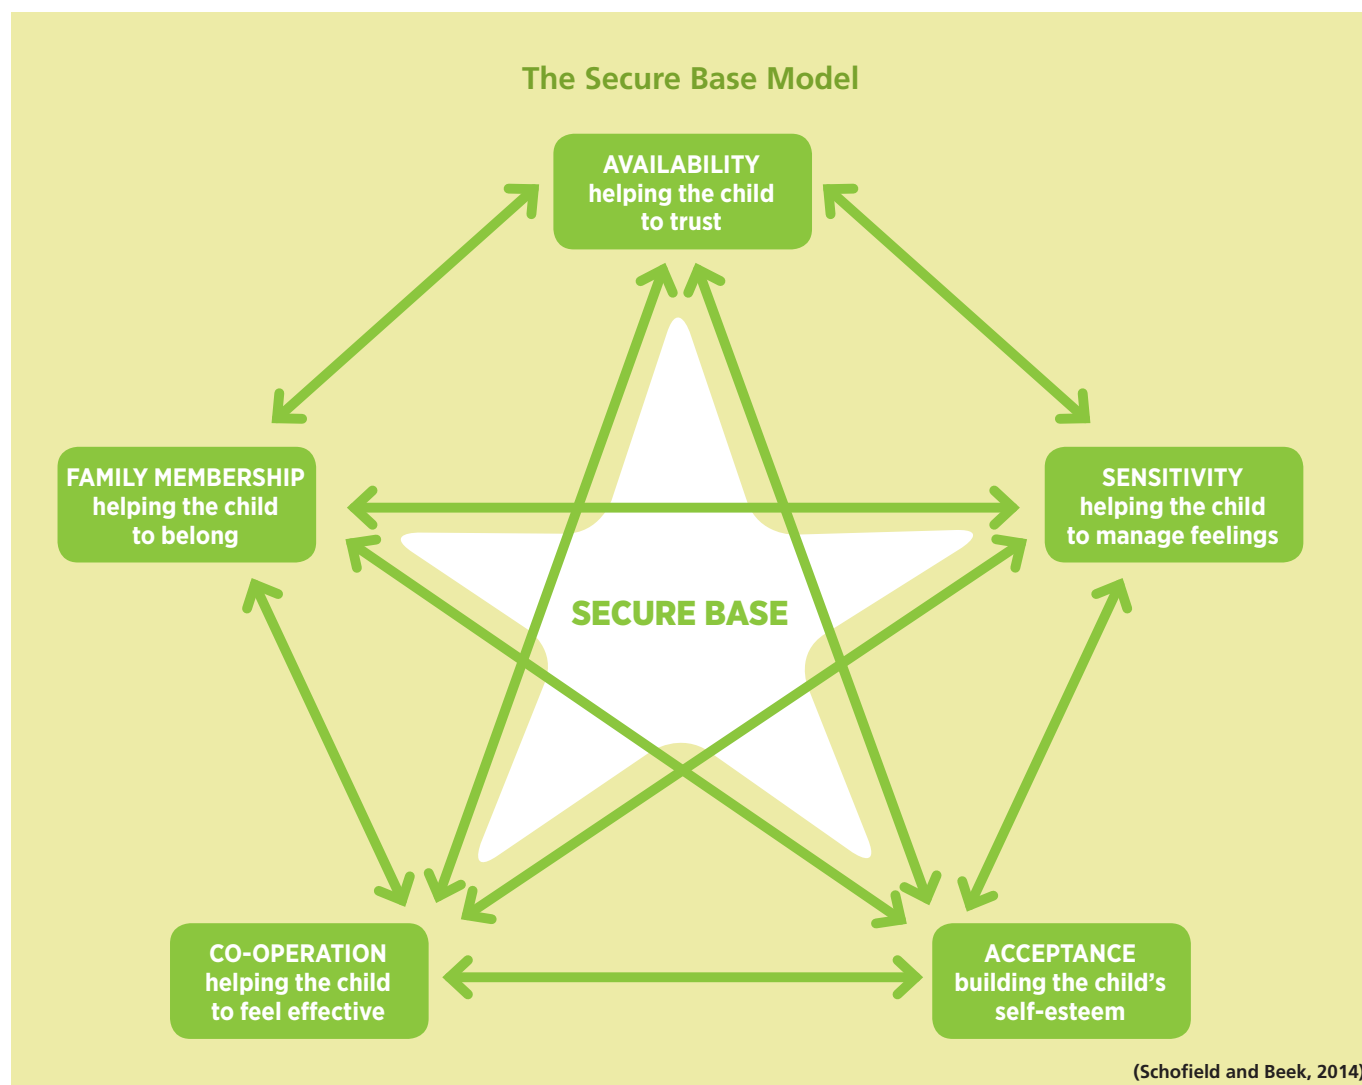 The Secure Base Model
AVAILABILITY
helping the child
to trust
FAMILY MEMBERSHIP
helping the child
to belong
SENSITIVITY
helping the child
to manage feelings
SECURE BASE
CO-OPERATION
helping the child
to feel effective
ACCEPTANCE
building the child’s
self-esteem
(Schofield and Beek, 2014)